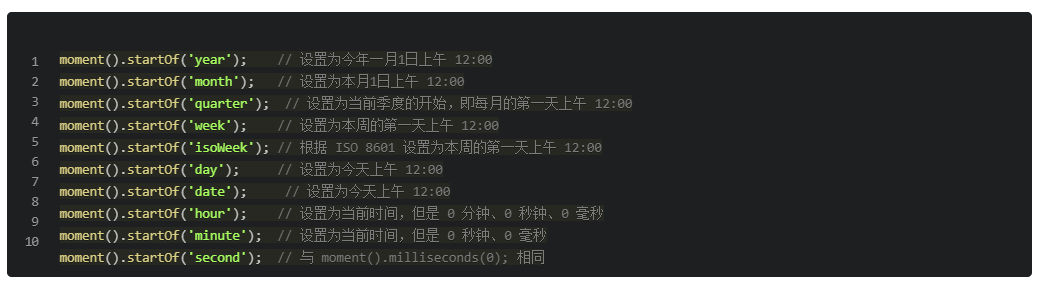 1 moment().startOf('year');    // 设置为今年一月1日上午 12:00
2 moment().startOf('month');   // 设置为本月1日上午 12:00
3 moment().startOf('quarter');  // 设置为当前季度的开始，即每月的第一天上午 12:00
4 moment().startOf('week');    // 设置为本周的第一天上午 12:00
5 moment().startOf('isoWeek'); // 根据 ISO 8601 设置为本周的第一天上午 12:00
6 moment().startOf('day');     // 设置为今天上午 12:00
7 moment().startOf('date');     // 设置为今天上午 12:00
8 moment().startOf('hour');    // 设置为当前时间，但是 0 分钟、0 秒钟、0 毫秒
9 moment().startOf('minute');  // 设置为当前时间，但是 0 秒钟、0 毫秒
10 moment().startOf('second');  // 与 moment().milliseconds(0); 相同